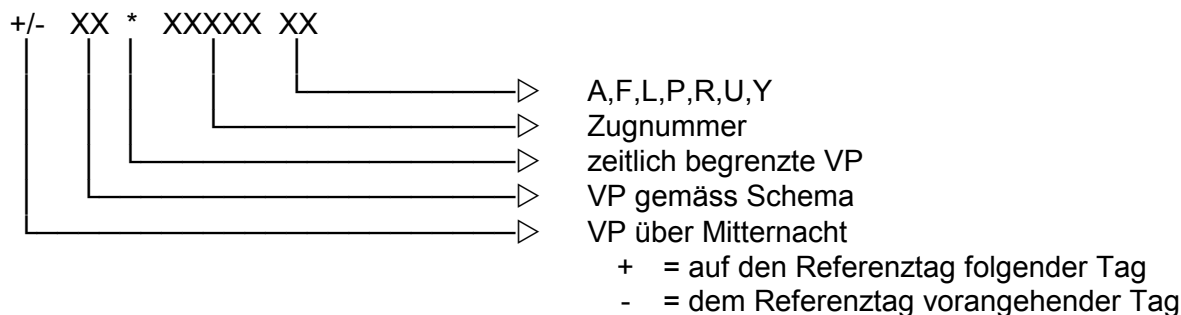 +/- XX * XXXXX XX
A,F,L,P,R,U,Y
Zugnummer
zeitlich begrenzte VP
VP gemäss Schema
VP über Mitternacht
+ = auf den Referenztag folgender Tag
- = dem Referenztag vorangehender Tag